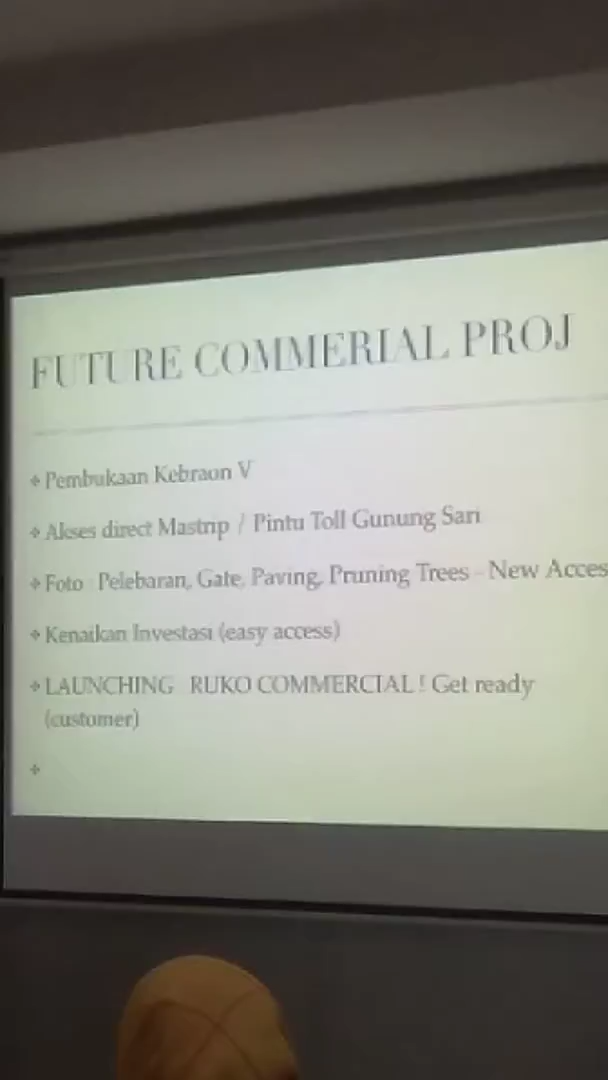 FUTURE COMMERIAL PROJ
Pembukaan Kebraon V
Akses direct Mastrip / Pintu Toll Gunung Sari
Foto : Pelebaran, Gate, Paving, Pruning Trees - New Acces
Kenaikan Investasi (easy access)
LAUNCHING RUKO COMMERCIAL ! Get ready
(customer)